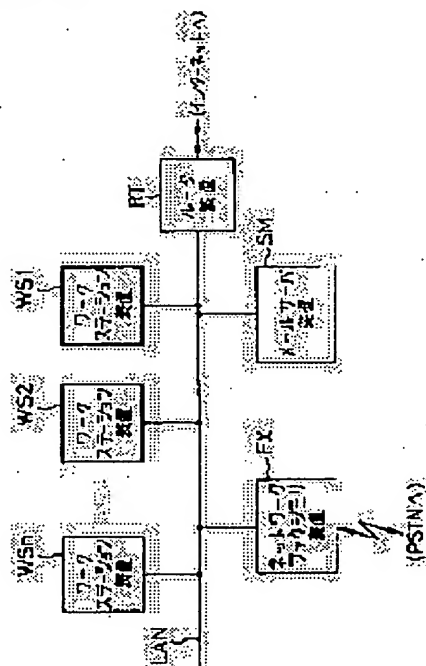 WS1
ワーク
ステーション
装置
WS2
ワーク
ステーション
装置
WSn
ワーク
ステーション
装置
LAN
RT
ルータ
装置
(インターネットへ)
SM
メールサーバ
装置
FX
ネットワーク
ファクシミリ
装置
(PSTNへ)